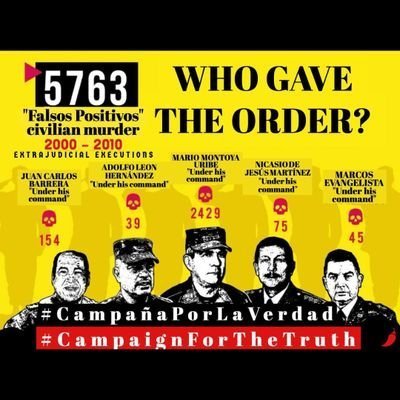 5763
"Falsos Positivos"
civilian murder
2000 - 2010
EXTRAJUDICIAL EXECUTIONS
WHO GAVE
THE ORDER?
JUAN CARLOS
BARRERA
"Under his
command"
154
ADOLFO LEON
HERNÁNDEZ
"Under his
command"
39
MARIO MONTOYA
URIBE
"Under his
command"
2429
NICASIO DE
JESÚS MARTÍNEZ
"Under his
command"
75
MARCOS
EVANGELISTA
"Under his
command"
45
#CampañaPorLaVerdad
#CampaignForTheTruth